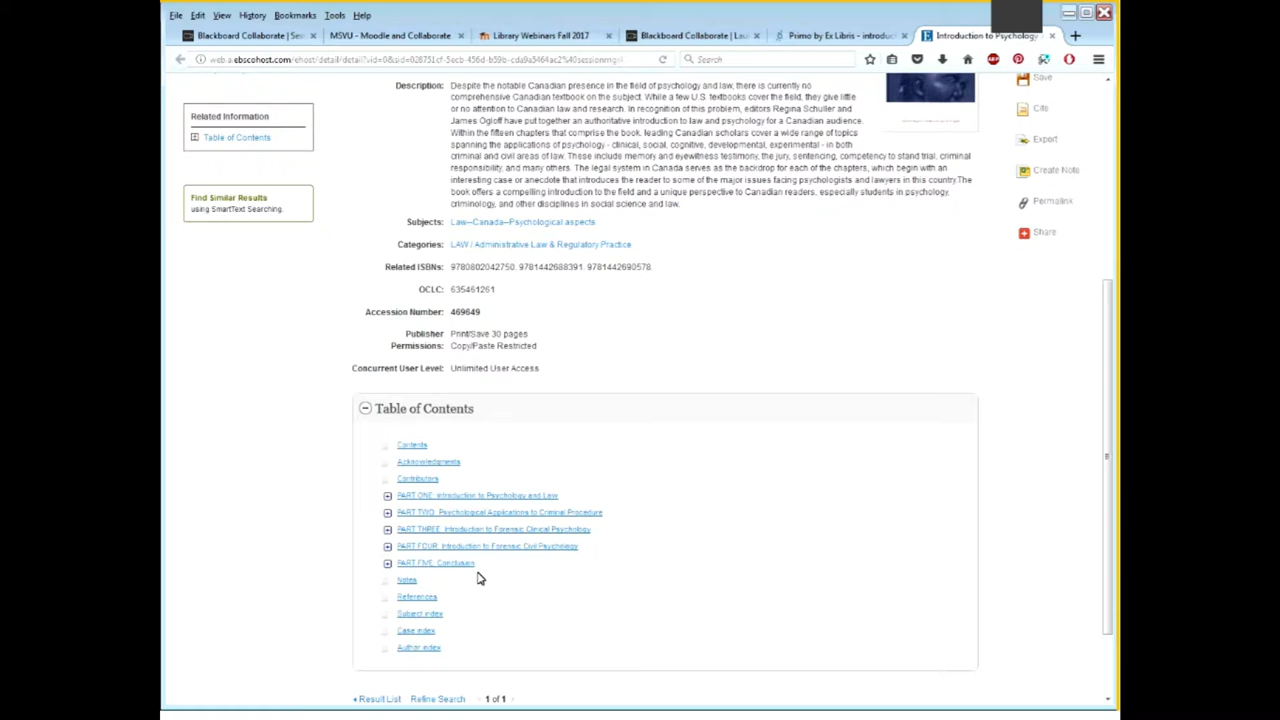 File Edit View History Bookmarks Tools Help
Blackboard Collaborate | Ses
MSVU - Moodle and Collaborate
Library Webinars Fall 2017
Blackboard Collaborate | Lau
Primo by Ex Libris - introduc
Introduction to Psychology
Search
Description: Despite the notable Canadian presence in the field of psychology and law, there is currently no
comprehensive Canadian textbook on the subject. While a few U.S. textbooks cover the field, they give little
or no attention to Canadian law and research. In recognition of this problem, editors Regina Schuller and
James Ogloff have put together an authoritative introduction to law and psychology for a Canadian audience.
Within the fifteen chapters that comprise the book, leading Canadian scholars cover a wide range of topics
spanning the applications of psychology - clinical, social, cognitive, developmental, experimental - in both
criminal and civil areas of law. These include memory and eyewitness testimony, the jury, sentencing, competency to stand trial, criminal
responsibility, and many others. The legal system in Canada serves as the backdrop for each of the chapters, which begin with an
interesting case or anecdote that introduces the reader to some of the major issues facing psychologists and lawyers in this country.The
book offers a compelling introduction to the field and a unique perspective to Canadian readers, especially students in psychology,
criminology, and other disciplines in social science and law.
Related Information
Table of Contents
Find Similar Results
using SmartText Searching.
Save
Cite
Export
Create Note
Permalink
Share
Subjects: Law--Canada--Psychological aspects
Categories: LAW / Administrative Law & Regulatory Practice
Related ISBNs: 9780802042750. 9781442688391. 9781442690578.
OCLC: 635461261
Accession Number: 469649
Publisher Print/Save 30 pages
Permissions: Copy/Paste Restricted
Concurrent User Level: Unlimited User Access
Table of Contents
Contents
Acknowledgments
Contributors
PART ONE: Introduction to Psychology and Law
PART TWO: Psychological Applications to Criminal Procedure
PART THREE: Introduction to Forensic Clinical Psychology
PART FOUR: Introduction to Forensic Civil Psychology
PART FIVE: Conclusion
Notes
References
Subject index
Case index
Author index
Result List Refine Search 1 of 1